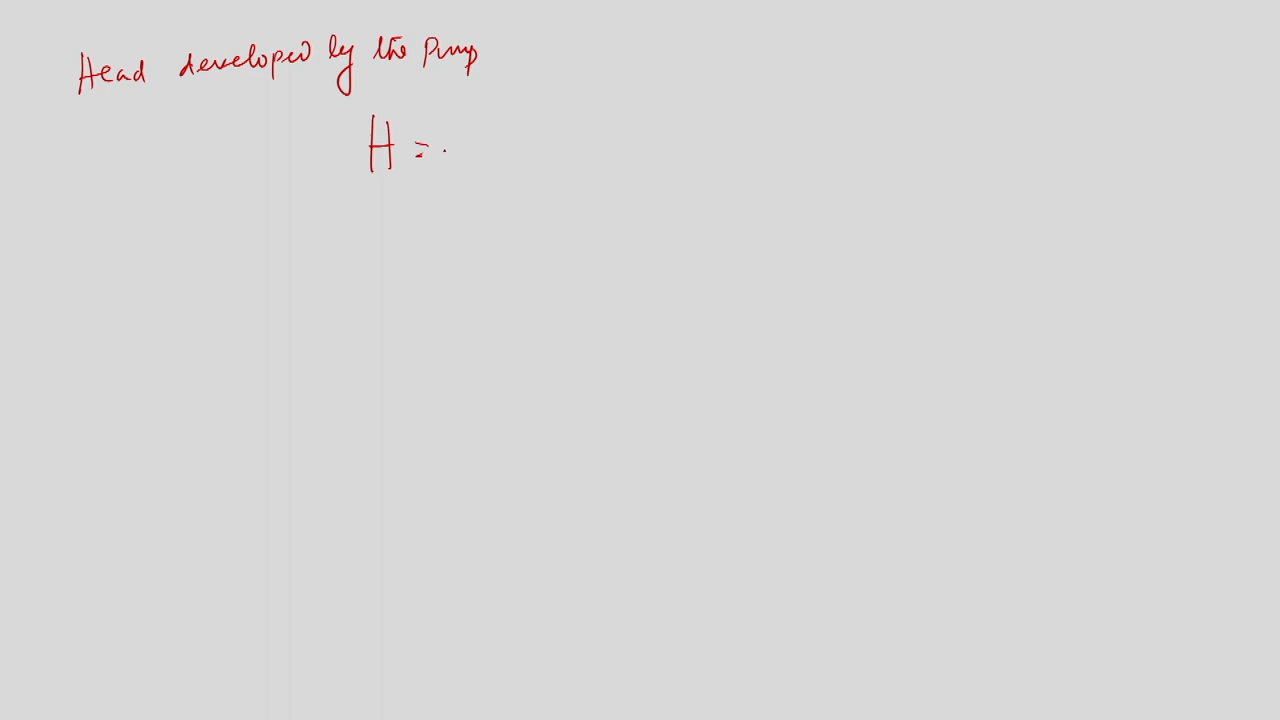 Head developed by the Pump
H =